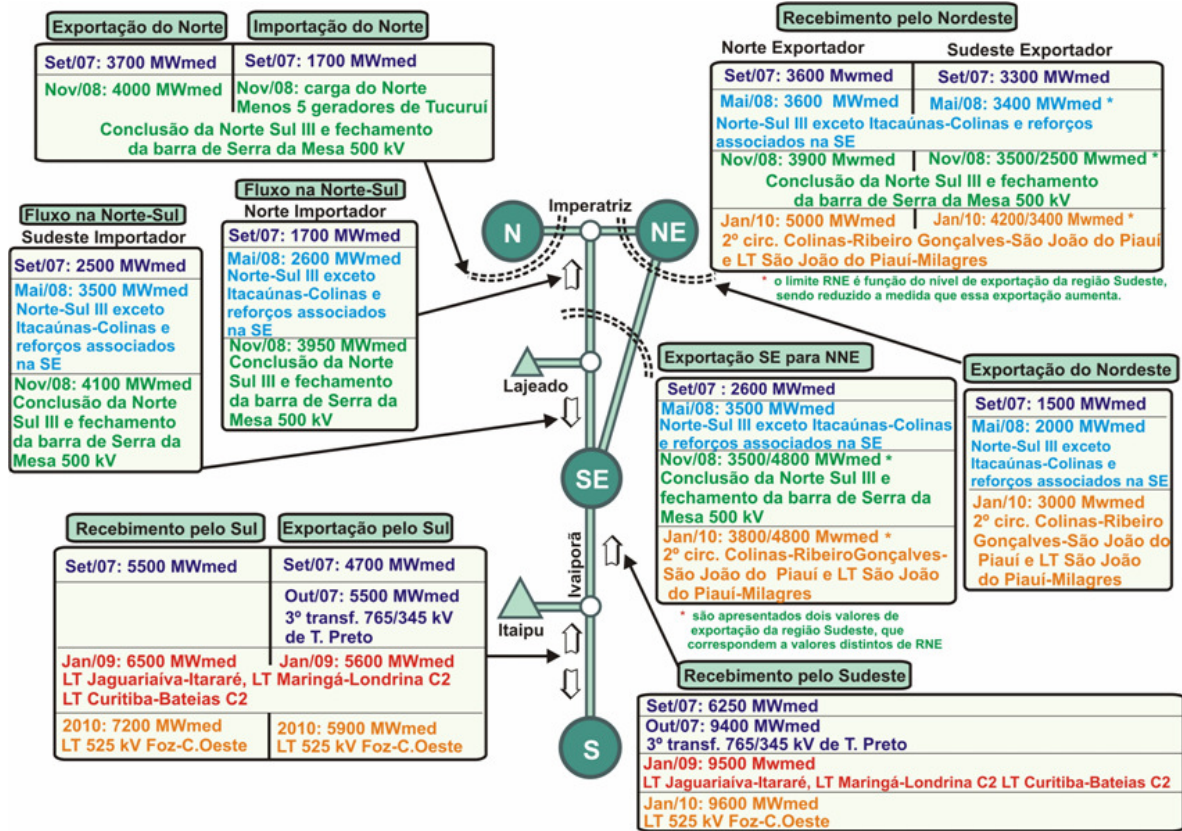 Exportação do Norte
Importação do Norte
Set/07: 3700 MWmed
Set/07: 1700 MWmed
Nov/08: 4000 MWmed
Nov/08: carga do Norte
Menos 5 geradores de Tucuruí
Conclusão da Norte Sul III e fechamento
da barra de Serra da Mesa 500 kV
Recebimento pelo Nordeste
Norte Exportador
Sudeste Exportador
Set/07: 3600 Mwmed
Set/07: 3300 MWmed
Mai/08: 3600 MWmed
Mai/08: 3400 MWmed *
Norte-Sul III exceto Itacaúnas-Colinas e reforços
associados na SE
Nov/08: 3900 Mwmed
Nov/08: 3500/2500 Mwmed *
Conclusão da Norte Sul III e fechamento
da barra de Serra da Mesa 500 kV
Jan/10: 5000 MWmed
Jan/10: 4200/3400 Mwmed *
2º circ. Colinas-Ribeiro Gonçalves-São João do Piauí
e LT São João do Piauí-Milagres
* o limite RNE é função do nível de exportação da região Sudeste,
sendo reduzido a medida que essa exportação aumenta.
Fluxo na Norte-Sul
Sudeste Importador
Set/07: 2500 MWmed
Mai/08: 3500 MWmed
Norte-Sul III exceto
Itacaúnas-Colinas e
reforços associados
na SE
Nov/08: 4100 MWmed
Conclusão da Norte
Sul III e fechamento
da barra de Serra da
Mesa 500 kV
Fluxo na Norte-Sul
Norte Importador
Set/07: 1700 MWmed
Mai/08: 2600 MWmed
Norte-Sul III exceto
Itacaúnas-Colinas e
reforços associados
na SE
Nov/08: 3950 MWmed
Conclusão da Norte
Sul III e fechamento
da barra de Serra da
Mesa 500 kV
Imperatriz
N
NE
Lajeado
SE
Ivaiporã
Itaipu
S
Exportação SE para NNE
Set/07 : 2600 MWmed
Mai/08: 3500 MWmed
Norte-Sul III exceto Itacaúnas-Colinas
e reforços associados na SE
Nov/08: 3500/4800 MWmed *
Conclusão da Norte Sul III e
fechamento da barra de Serra da
Mesa 500 kV
Jan/10: 3800/4800 MWmed *
2º circ. Colinas-RibeiroGonçalves-
São João do Piauí e LT São João
do Piauí-Milagres
* são apresentados dois valores de
exportação da região Sudeste, que
correspondem a valores distintos de RNE
Exportação do Nordeste
Set/07: 1500 MWmed
Mai/08: 2000 MWmed
Norte-Sul III exceto
Itacaúnas-Colinas e
reforços associados na SE
Jan/10: 3000 Mwmed
2º circ. Colinas-Ribeiro
Gonçalves-São João do
Piauí e LT São João
do Piauí-Milagres
Recebimento pelo Sul
Exportação pelo Sul
Set/07: 5500 MWmed
Set/07: 4700 MWmed
Out/07: 5500 MWmed
3º transf. 765/345 kV
de T. Preto
Jan/09: 6500 MWmed
Jan/09: 5600 MWmed
LT Jaguariaíva-Itararé, LT Maringá-Londrina C2
LT Curitiba-Bateias C2
2010: 7200 MWmed
LT 525 kV Foz-C.Oeste
2010: 5900 MWmed
LT 525 kV Foz-C.Oeste
Recebimento pelo Sudeste
Set/07: 6250 MWmed
Out/07: 9400 MWmed
3º transf. 765/345 kV de T. Preto
Jan/09: 9500 Mwmed
LT Jaguariaíva-Itararé, LT Maringá-Londrina C2 LT Curitiba-Bateias C2
Jan/10: 9600 MWmed
LT 525 kV Foz-C.Oeste